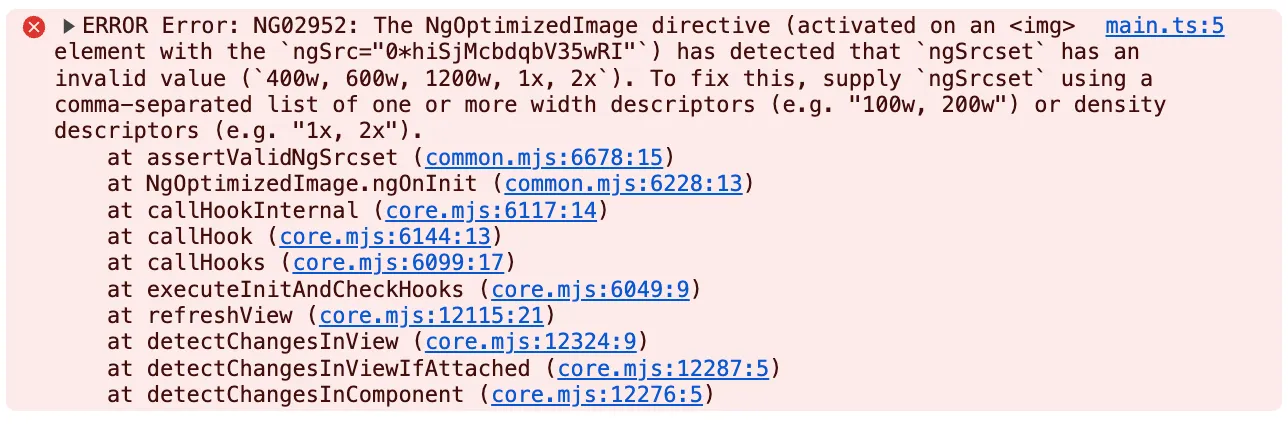 ERROR Error: NG02952: The NgOptimizedImage directive (activated on an <img> main.ts:5
element with the `ngSrc="0*hiSjMcbdqbV35wRI"`) has detected that `ngSrcset` has an
invalid value (`400w, 600w, 1200w, 1x, 2x`). To fix this, supply `ngSrcset` using a
comma-separated list of one or more width descriptors (e.g. "100w, 200w") or density
descriptors (e.g. "1x, 2x").
at assertValidNgSrcset (common.mjs:6678:15)
at NgOptimizedImage.ngOnInit (common.mjs:6228:13)
at callHookInternal (core.mjs:6117:14)
at callHook (core.mjs:6144:13)
at callHooks (core.mjs:6099:17)
at executeInitAndCheckHooks (core.mjs:6049:9)
at refreshView (core.mjs:12115:21)
at detectChangesInView (core.mjs:12324:9)
at detectChangesInViewIfAttached (core.mjs:12287:5)
at detectChangesInComponent (core.mjs:12276:5)